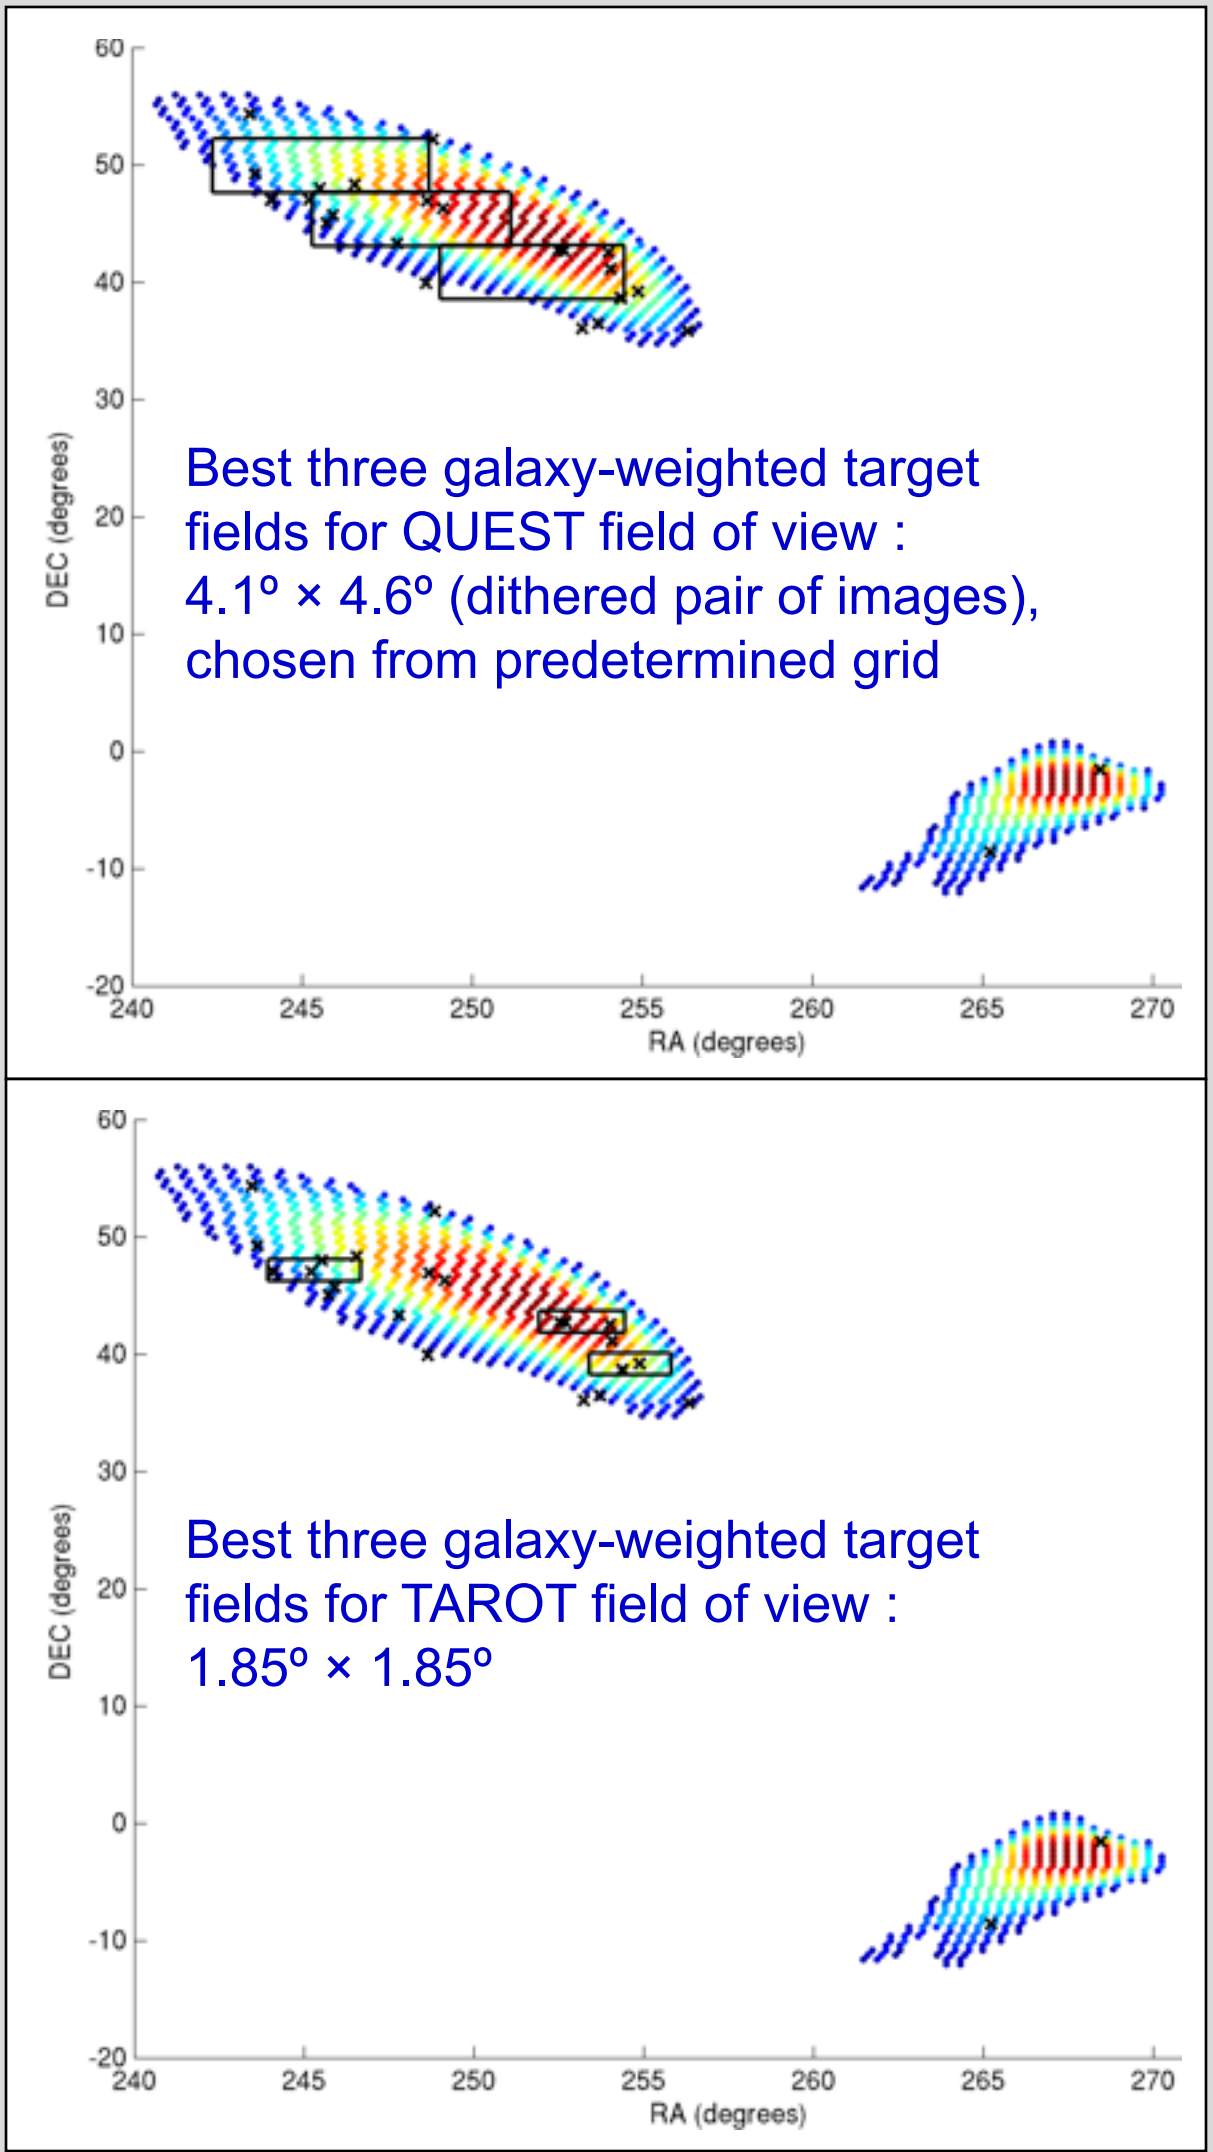 60
50
40
30
20
10
0
-10
-20
DEC (degrees)
Best three galaxy-weighted target
fields for QUEST field of view :
4.1º × 4.6º (dithered pair of images),
chosen from predetermined grid
240 245 250 255 260 265 270
RA (degrees)
60
50
40
30
20
10
0
-10
-20
DEC (degrees)
Best three galaxy-weighted target
fields for TAROT field of view :
1.85º × 1.85º
240 245 250 255 260 265 270
RA (degrees)